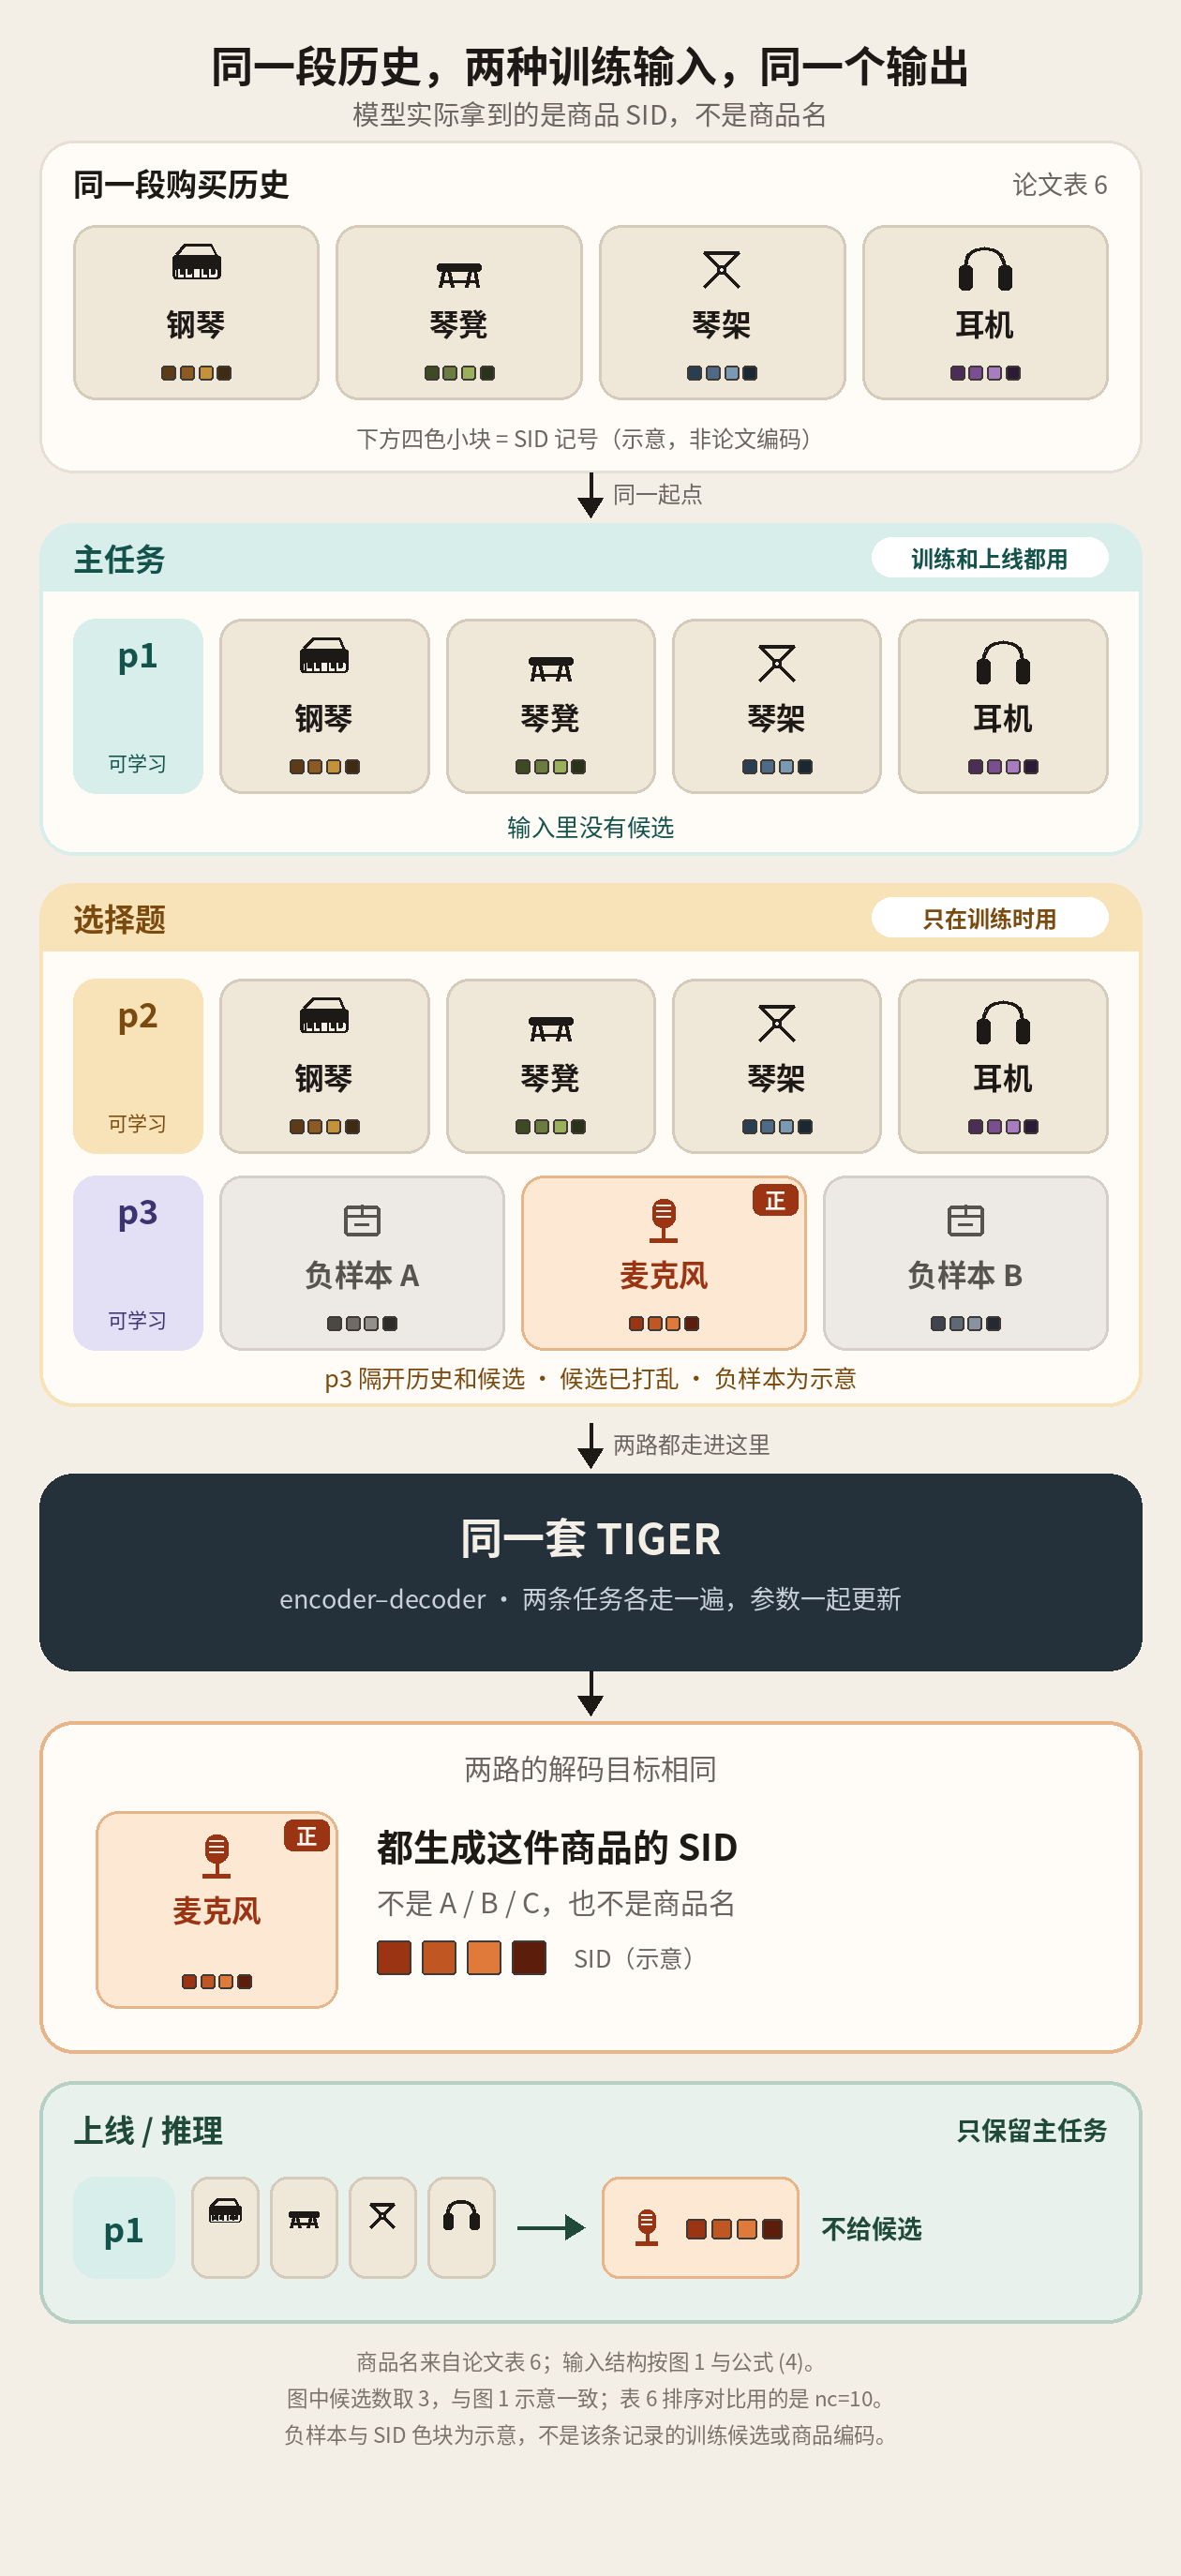 同一段历史，两种训练输入，同一个输出
模型实际拿到的是商品 SID，不是商品名
同一段购买历史
论文表 6
钢琴
琴凳
琴架
耳机
下方四色小块 = SID 记号（示意，非论文编码）
同一起点
主任务
训练和上线都用
p1
可学习
钢琴
琴凳
琴架
耳机
输入里没有候选
选择题
只在训练时用
p2
可学习
钢琴
琴凳
琴架
耳机
p3
可学习
负样本 A
正
麦克风
负样本 B
p3 隔开历史和候选 · 候选已打乱 · 负样本为示意
两路都走进这里
同一套 TIGER
encoder–decoder · 两条任务各走一遍，参数一起更新
两路的解码目标相同
正
麦克风
都生成这件商品的 SID
不是 A / B / C，也不是商品名
SID（示意）
上线 / 推理
只保留主任务
p1
不给候选
商品名来自论文表 6；输入结构按图 1 与公式 (4)。
图中候选数取 3，与图 1 示意一致；表 6 排序对比用的是 nc=10。
负样本与 SID 色块为示意，不是该条记录的训练候选或商品编码。